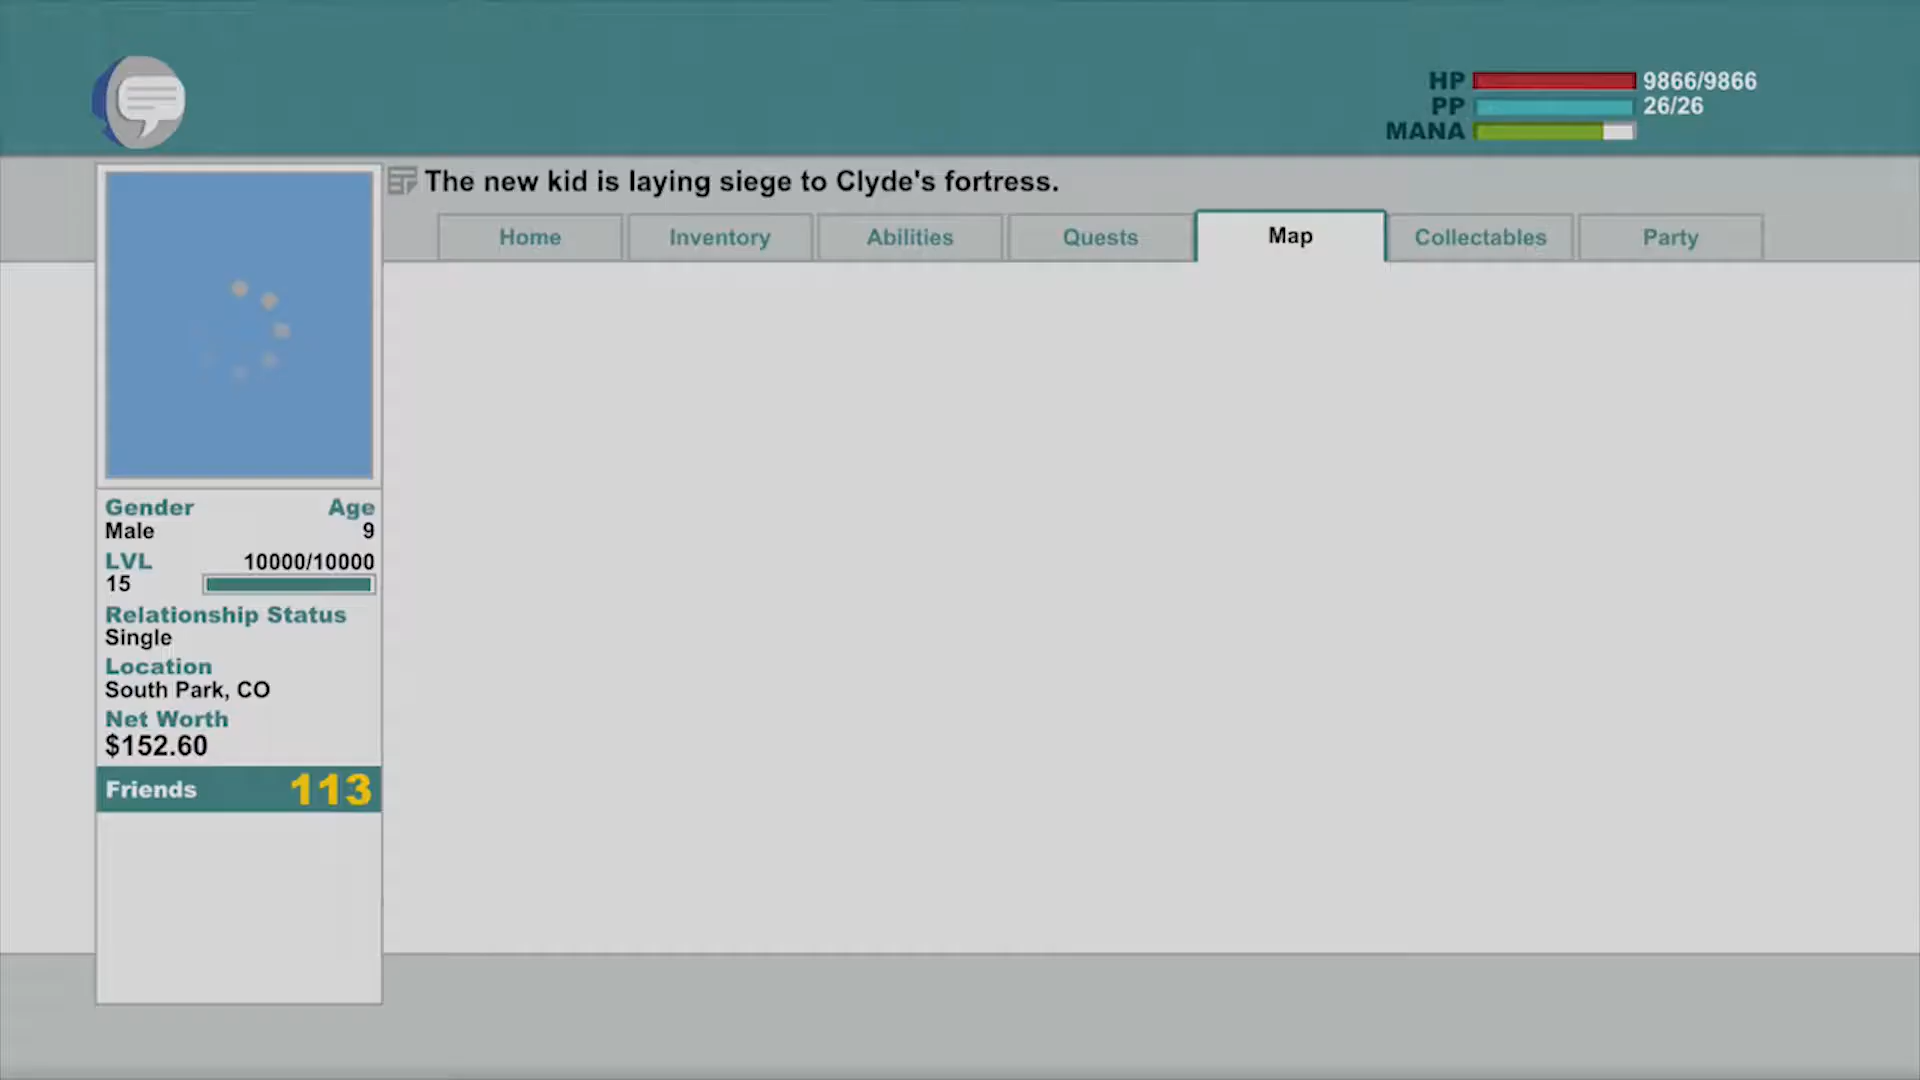 HP 9866/9866
PP 26/26
MANA
The new kid is laying siege to Clyde's fortress.
Home Inventory Abilities Quests Map Collectables Party
Gender Age
Male 9
LVL 10000/10000
15
Relationship Status
Single
Location
South Park, CO
Net Worth
$152.60
Friends 113